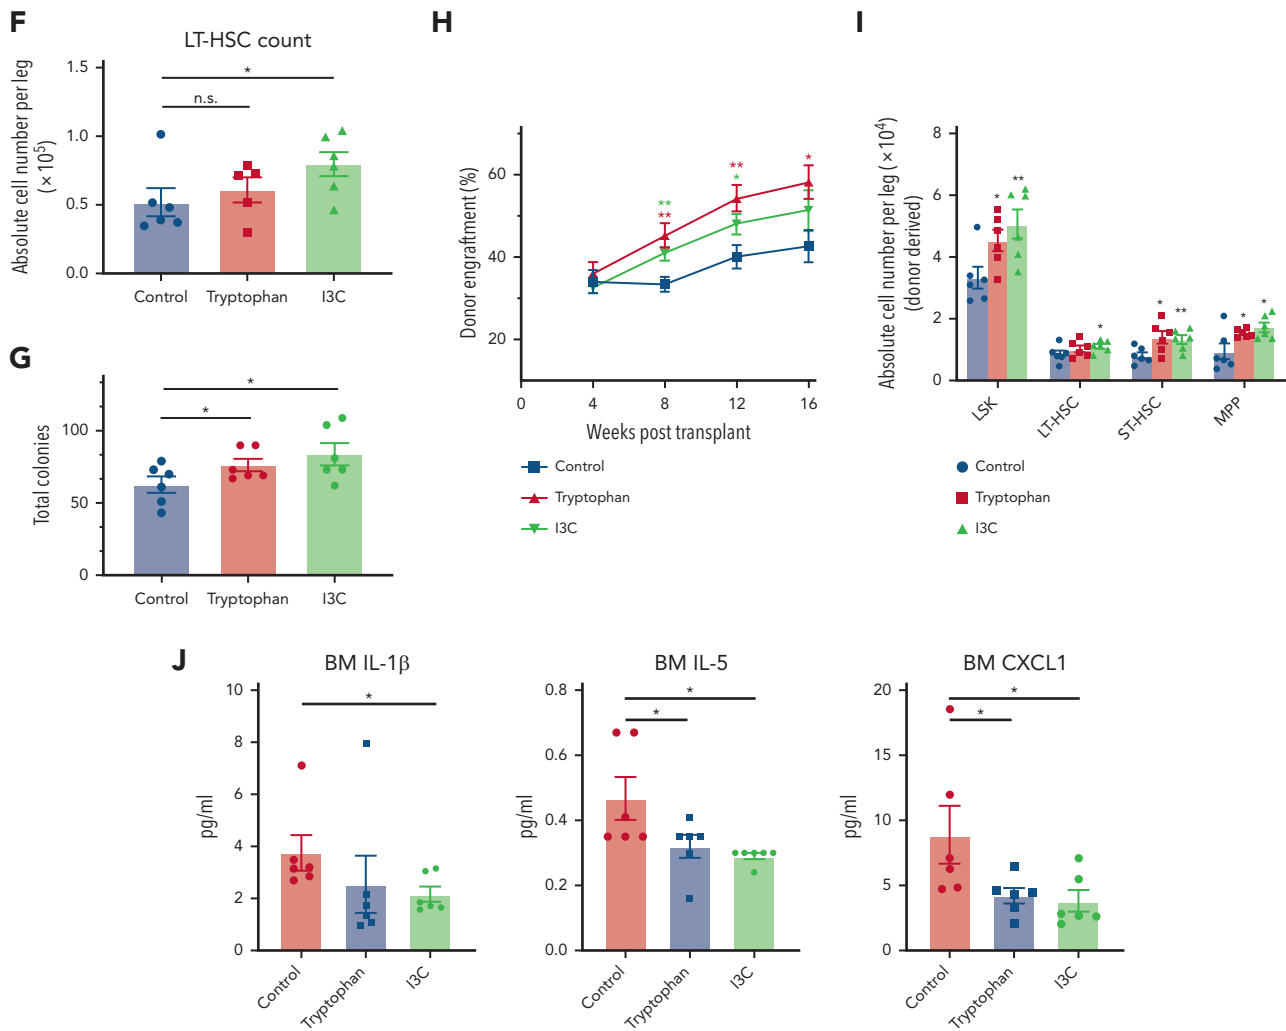 F
LT-HSC count
Absolute cell number per leg
(× 10⁵)
1.5
1.0
0.5
0.0
*
n.s.
Control
Tryptophan
I3C
G
Total colonies
100
50
0
*
*
Control
Tryptophan
I3C
H
Donor engraftment (%)
60
40
20
**
**
**
*
*
0
4
8
12
16
Weeks post transplant
Control
Tryptophan
I3C
I
Absolute cell number per leg (× 10⁴)
(donor derived)
8
6
4
2
0
*
**
*
*
**
*
*
LSK
LT-HSC
ST-HSC
MPP
Control
Tryptophan
I3C
J
BM IL-1β
pg/ml
10
8
6
4
2
0
*
Control
Tryptophan
I3C
BM IL-5
pg/ml
0.8
0.6
0.4
0.2
0.0
*
*
Control
Tryptophan
I3C
BM CXCL1
pg/ml
20
15
10
5
0
*
*
Control
Tryptophan
I3C